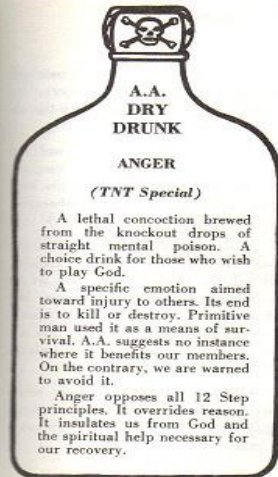 A.A.
DRY
DRUNK
ANGER
(TNT Special)
A lethal concoction brewed
from the knockout drops of
straight mental poison. A
choice drink for those who wish
to play God.
A specific emotion aimed
toward injury to others. Its end
is to kill or destroy. Primitive
man used it as a means of sur-
vival. A.A. suggests no instance
where it benefits our members.
On the contrary, we are warned
to avoid it.
Anger opposes all 12 Step
principles. It overrides reason.
It insulates us from God and
the spiritual help necessary for
our recovery.